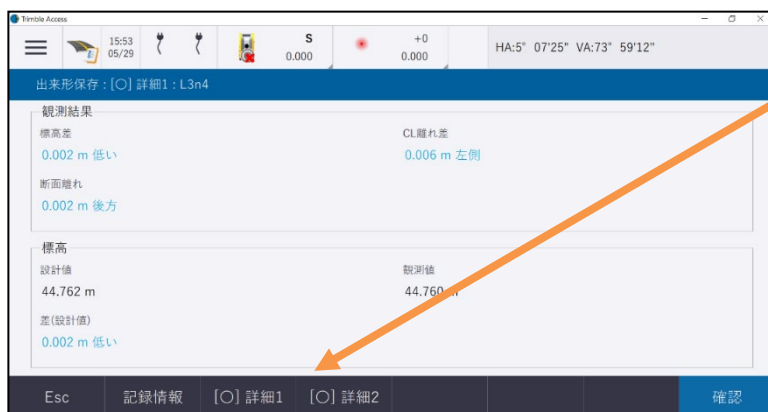 Trimble Access
15:53 S +0
05/29 0.000 0.000 HA:5° 07'25" VA:73° 59'12"
出来形保存 : [○] 詳細1 : L3n4
観測結果
標高差 CL離れ差
0.002 m 低い 0.006 m 左側
断面離れ
0.002 m 後方
標高
設計値 観測値
44.762 m 44.760 m
差(設計値)
0.002 m 低い
Esc 記録情報 [○] 詳細1 [○] 詳細2 確認